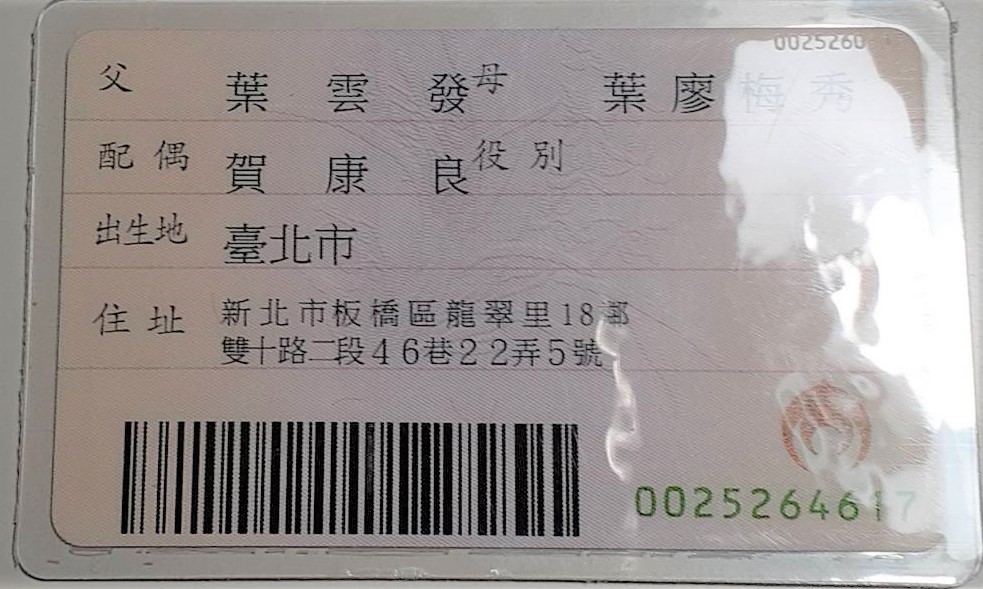 0025260
父 葉雲發 母 葉廖梅秀
配偶 賀康良 役別
出生地 臺北市
住址 新北市板橋區龍翠里18鄰
雙十路二段46巷22弄5號
0025264617